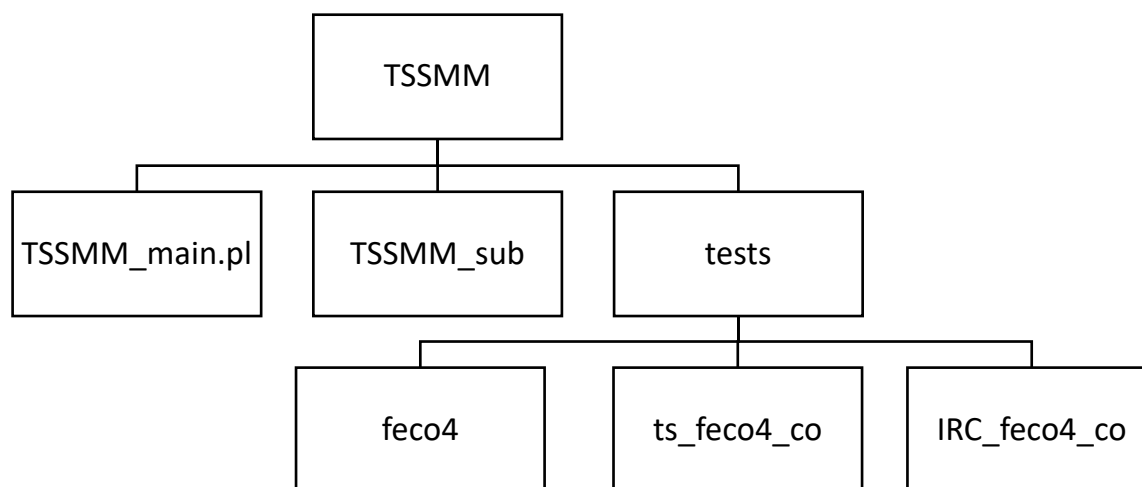 TSSMM
TSSMM_main.pl
TSSMM_sub
tests
feco4
ts_feco4_co
IRC_feco4_co